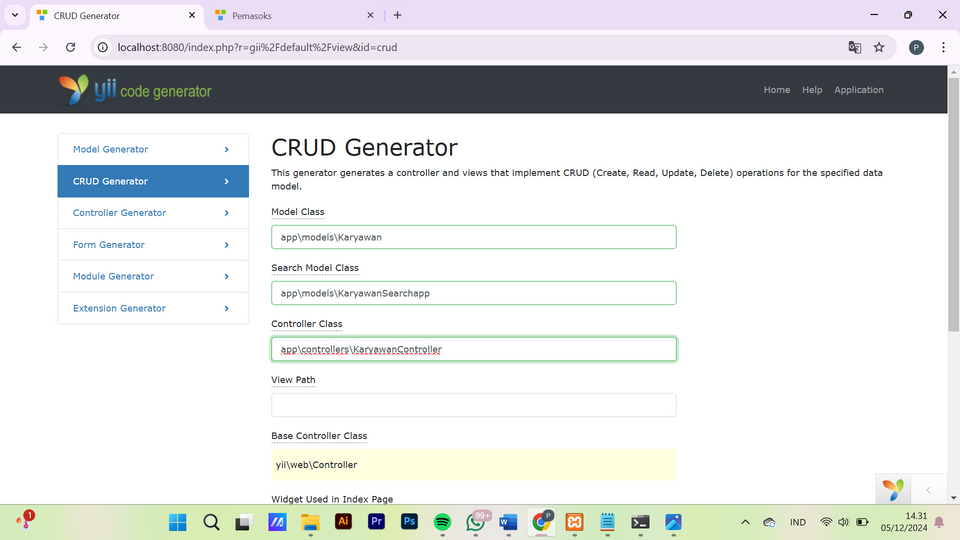 CRUD Generator
Pemasoks
localhost:8080/index.php?r=gii%2Fdefault%2Fview&id=crud
P
yii code generator
Home Help Application
Model Generator
CRUD Generator
Controller Generator
Form Generator
Module Generator
Extension Generator
CRUD Generator
This generator generates a controller and views that implement CRUD (Create, Read, Update, Delete) operations for the specified data
model.
Model Class
app\models\Karyawan
Search Model Class
app\models\KaryawanSearchapp
Controller Class
app\controllers\KaryawanController
View Path
Base Controller Class
yii\web\Controller
Widget Used in Index Page
1
Ai
Pr
Ps
99+
W
P
IND
14.31
05/12/2024